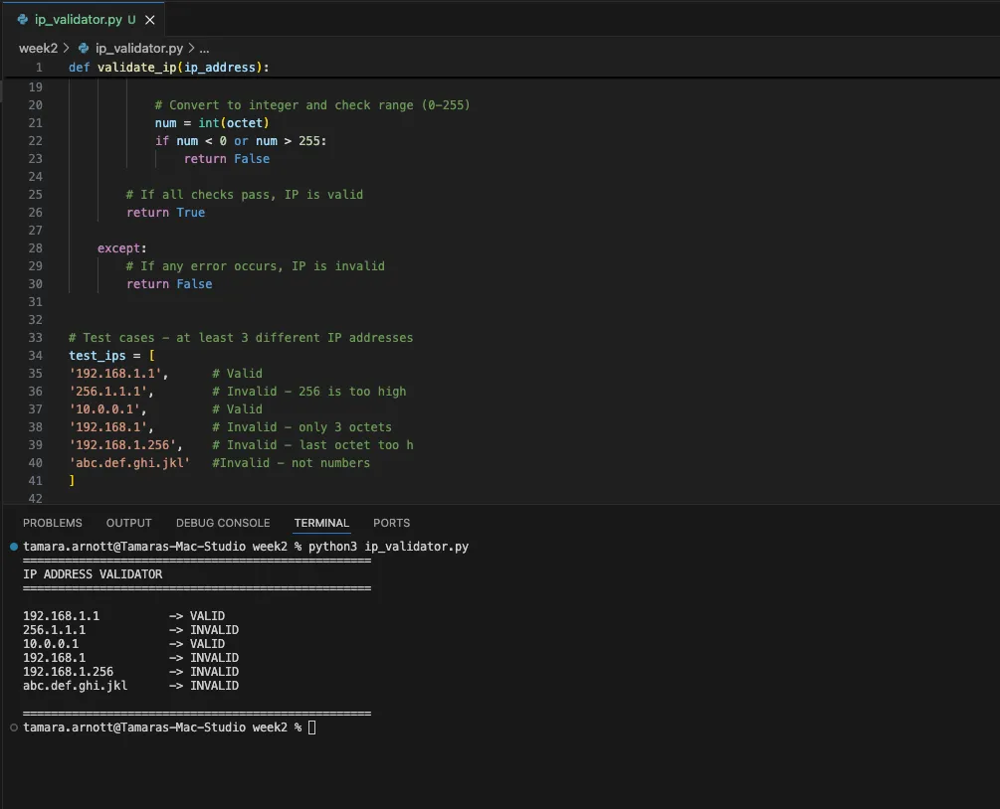 ip_validator.py U
week2 > ip_validator.py > ...
1 def validate_ip(ip_address):
19
20 # Convert to integer and check range (0-255)
21 num = int(octet)
22 if num < 0 or num > 255:
23 return False
24
25 # If all checks pass, IP is valid
26 return True
27
28 except:
29 # If any error occurs, IP is invalid
30 return False
31
32
33 # Test cases - at least 3 different IP addresses
34 test_ips = [
35 '192.168.1.1', # Valid
36 '256.1.1.1', # Invalid - 256 is too high
37 '10.0.0.1', # Valid
38 '192.168.1', # Invalid - only 3 octets
39 '192.168.1.256', # Invalid - last octet too h
40 'abc.def.ghi.jkl' #Invalid - not numbers
41 ]
42
PROBLEMS OUTPUT DEBUG CONSOLE TERMINAL PORTS
tamara.arnott@Tamaras-Mac-Studio week2 % python3 ip_validator.py
==================================================
IP ADDRESS VALIDATOR
==================================================
192.168.1.1 -> VALID
256.1.1.1 -> INVALID
10.0.0.1 -> VALID
192.168.1 -> INVALID
192.168.1.256 -> INVALID
abc.def.ghi.jkl -> INVALID
==================================================
tamara.arnott@Tamaras-Mac-Studio week2 %